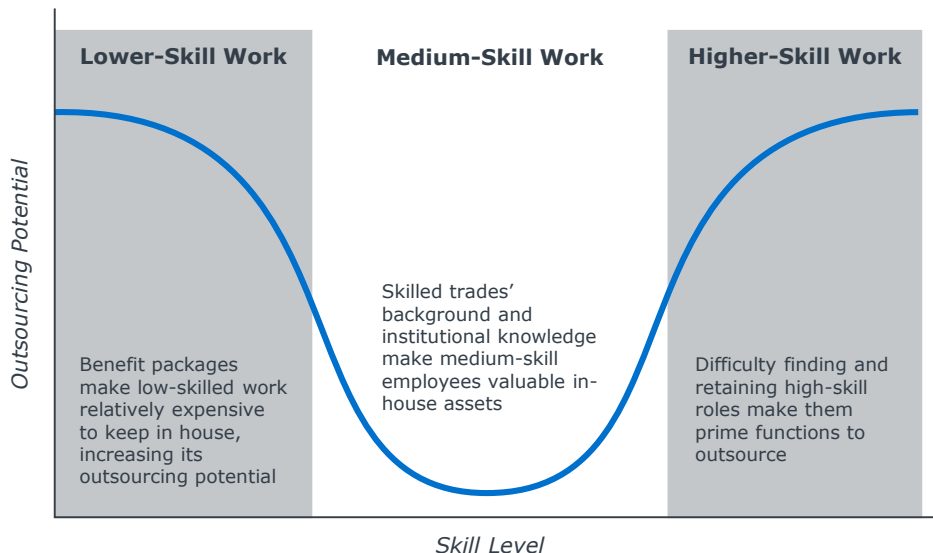 Lower-Skill Work
Medium-Skill Work
Higher-Skill Work
Outsourcing Potential
Benefit packages
make low-skilled work
relatively expensive
to keep in house,
increasing its
outsourcing potential
Skilled trades’
background and
institutional knowledge
make medium-skill
employees valuable in-
house assets
Difficulty finding and
retaining high-skill
roles make them
prime functions to
outsource
Skill Level